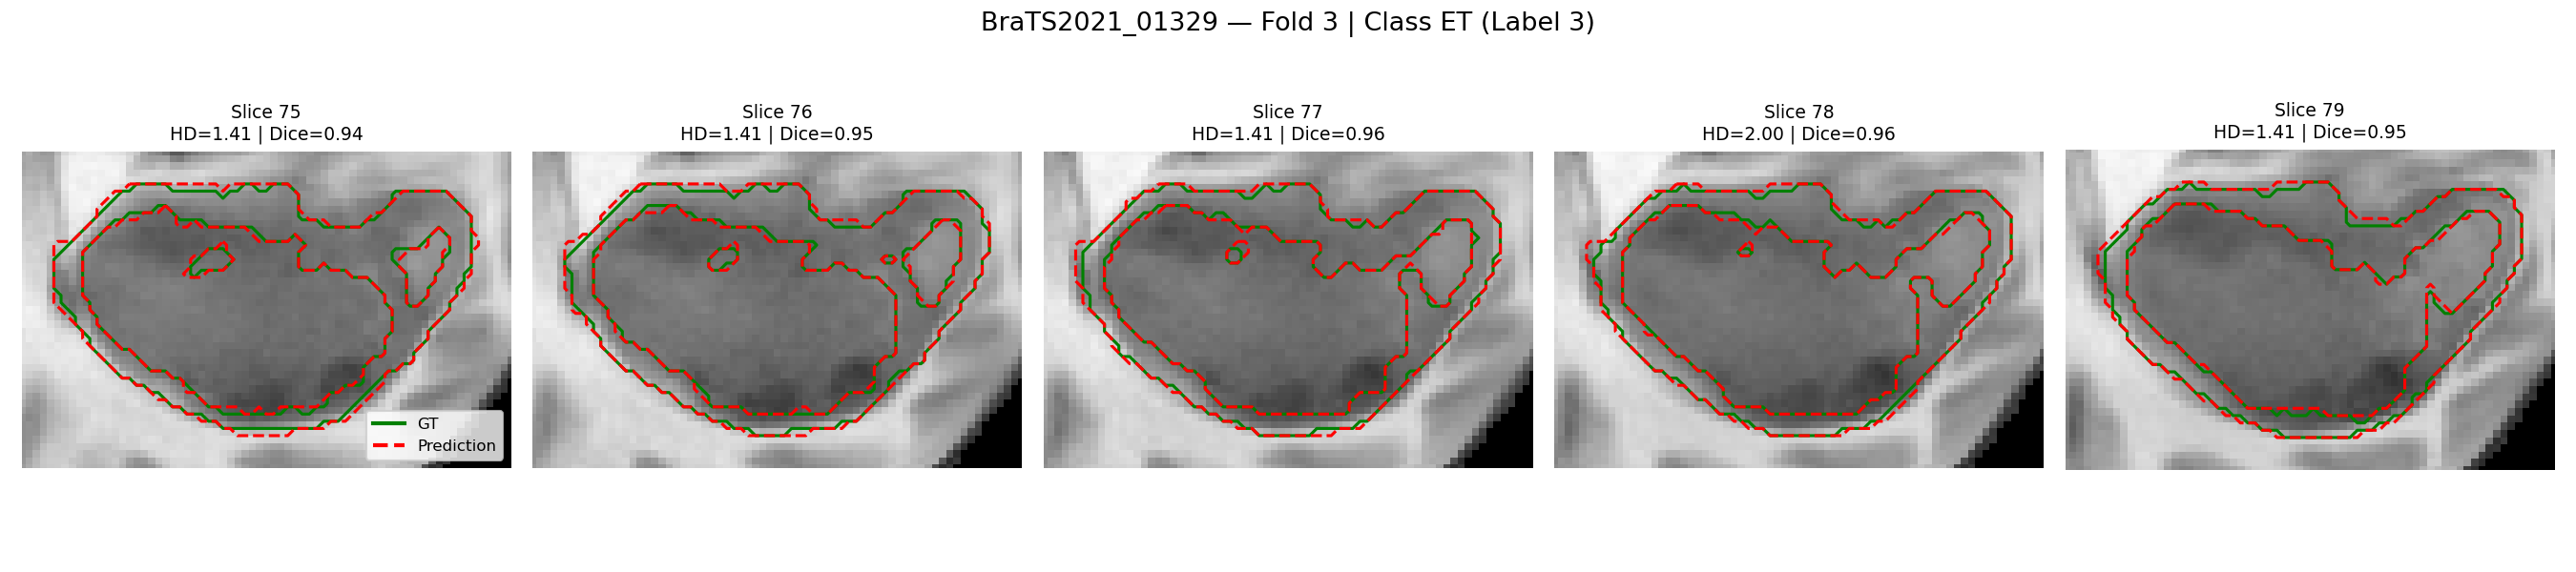 BraTS2021_01329 — Fold 3 | Class ET (Label 3)
Slice 75
HD=1.41 | Dice=0.94
Slice 76
HD=1.41 | Dice=0.95
Slice 77
HD=1.41 | Dice=0.96
Slice 78
HD=2.00 | Dice=0.96
Slice 79
HD=1.41 | Dice=0.95
GT
Prediction